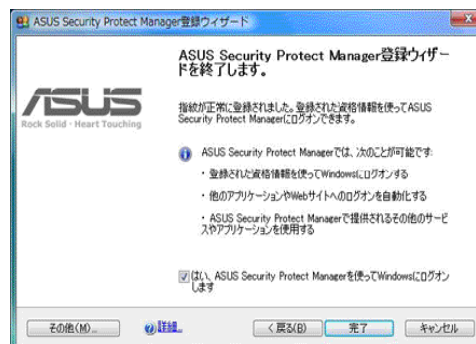 ASUS Security Protect Manager登録ウィザード
ASUS Security Protect Manager登録ウィザー
ドを終了します。
ASUS
Rock Solid · Heart Touching
指紋が正常に登録されました。登録された資格情報を使ってASUS
Security Protect Managerにログオンできます。
ASUS Security Protect Managerでは、次のことが可能です:
・登録された資格情報を使ってWindowsにログオンする
・他のアプリケーションやWebサイトへのログオンを自動化する
・ASUS Security Protect Managerで提供されるその他のサービ
スやアプリケーションを使用する
はい、ASUS Security Protect Managerを使ってWindowsにログオン
します
その他(M)...
詳細...
< 戻る(B)
完了
キャンセル